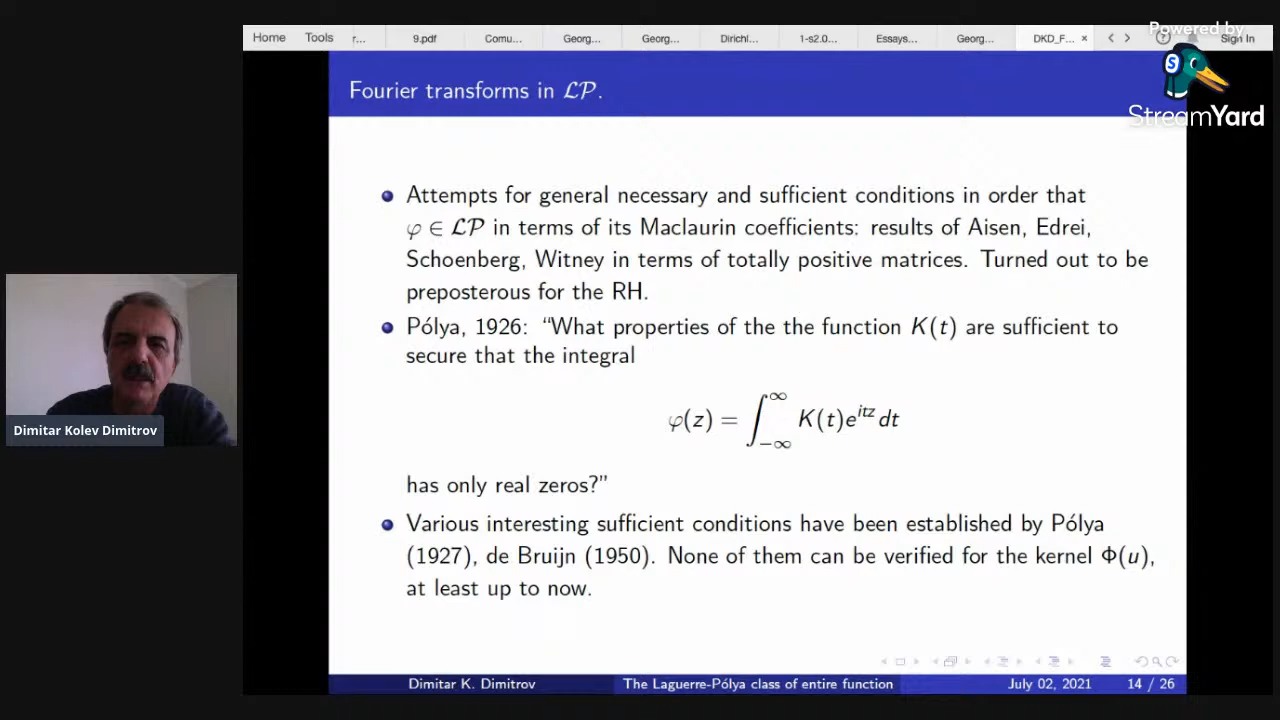 Home Tools r... 9.pdf Comu... Georg... Georg... Dirichl... 1-s2.0... Essays... Georg... DKD_F... × Sign In
Powered by
StreamYard
Fourier transforms in ℒ𝒫.
Attempts for general necessary and sufficient conditions in order that
φ ∈ ℒ𝒫 in terms of its Maclaurin coefficients: results of Aisen, Edrei,
Schoenberg, Witney in terms of totally positive matrices. Turned out to be
preposterous for the RH.
Pólya, 1926: “What properties of the the function K(t) are sufficient to
secure that the integral
φ(z) = ∫_{−∞}^{∞} K(t)e^{itz} dt
has only real zeros?”
Various interesting sufficient conditions have been established by Pólya
(1927), de Bruijn (1950). None of them can be verified for the kernel Φ(u),
at least up to now.
Dimitar Kolev Dimitrov
Dimitar K. Dimitrov The Laguerre-Pólya class of entire function July 02, 2021 14 / 26